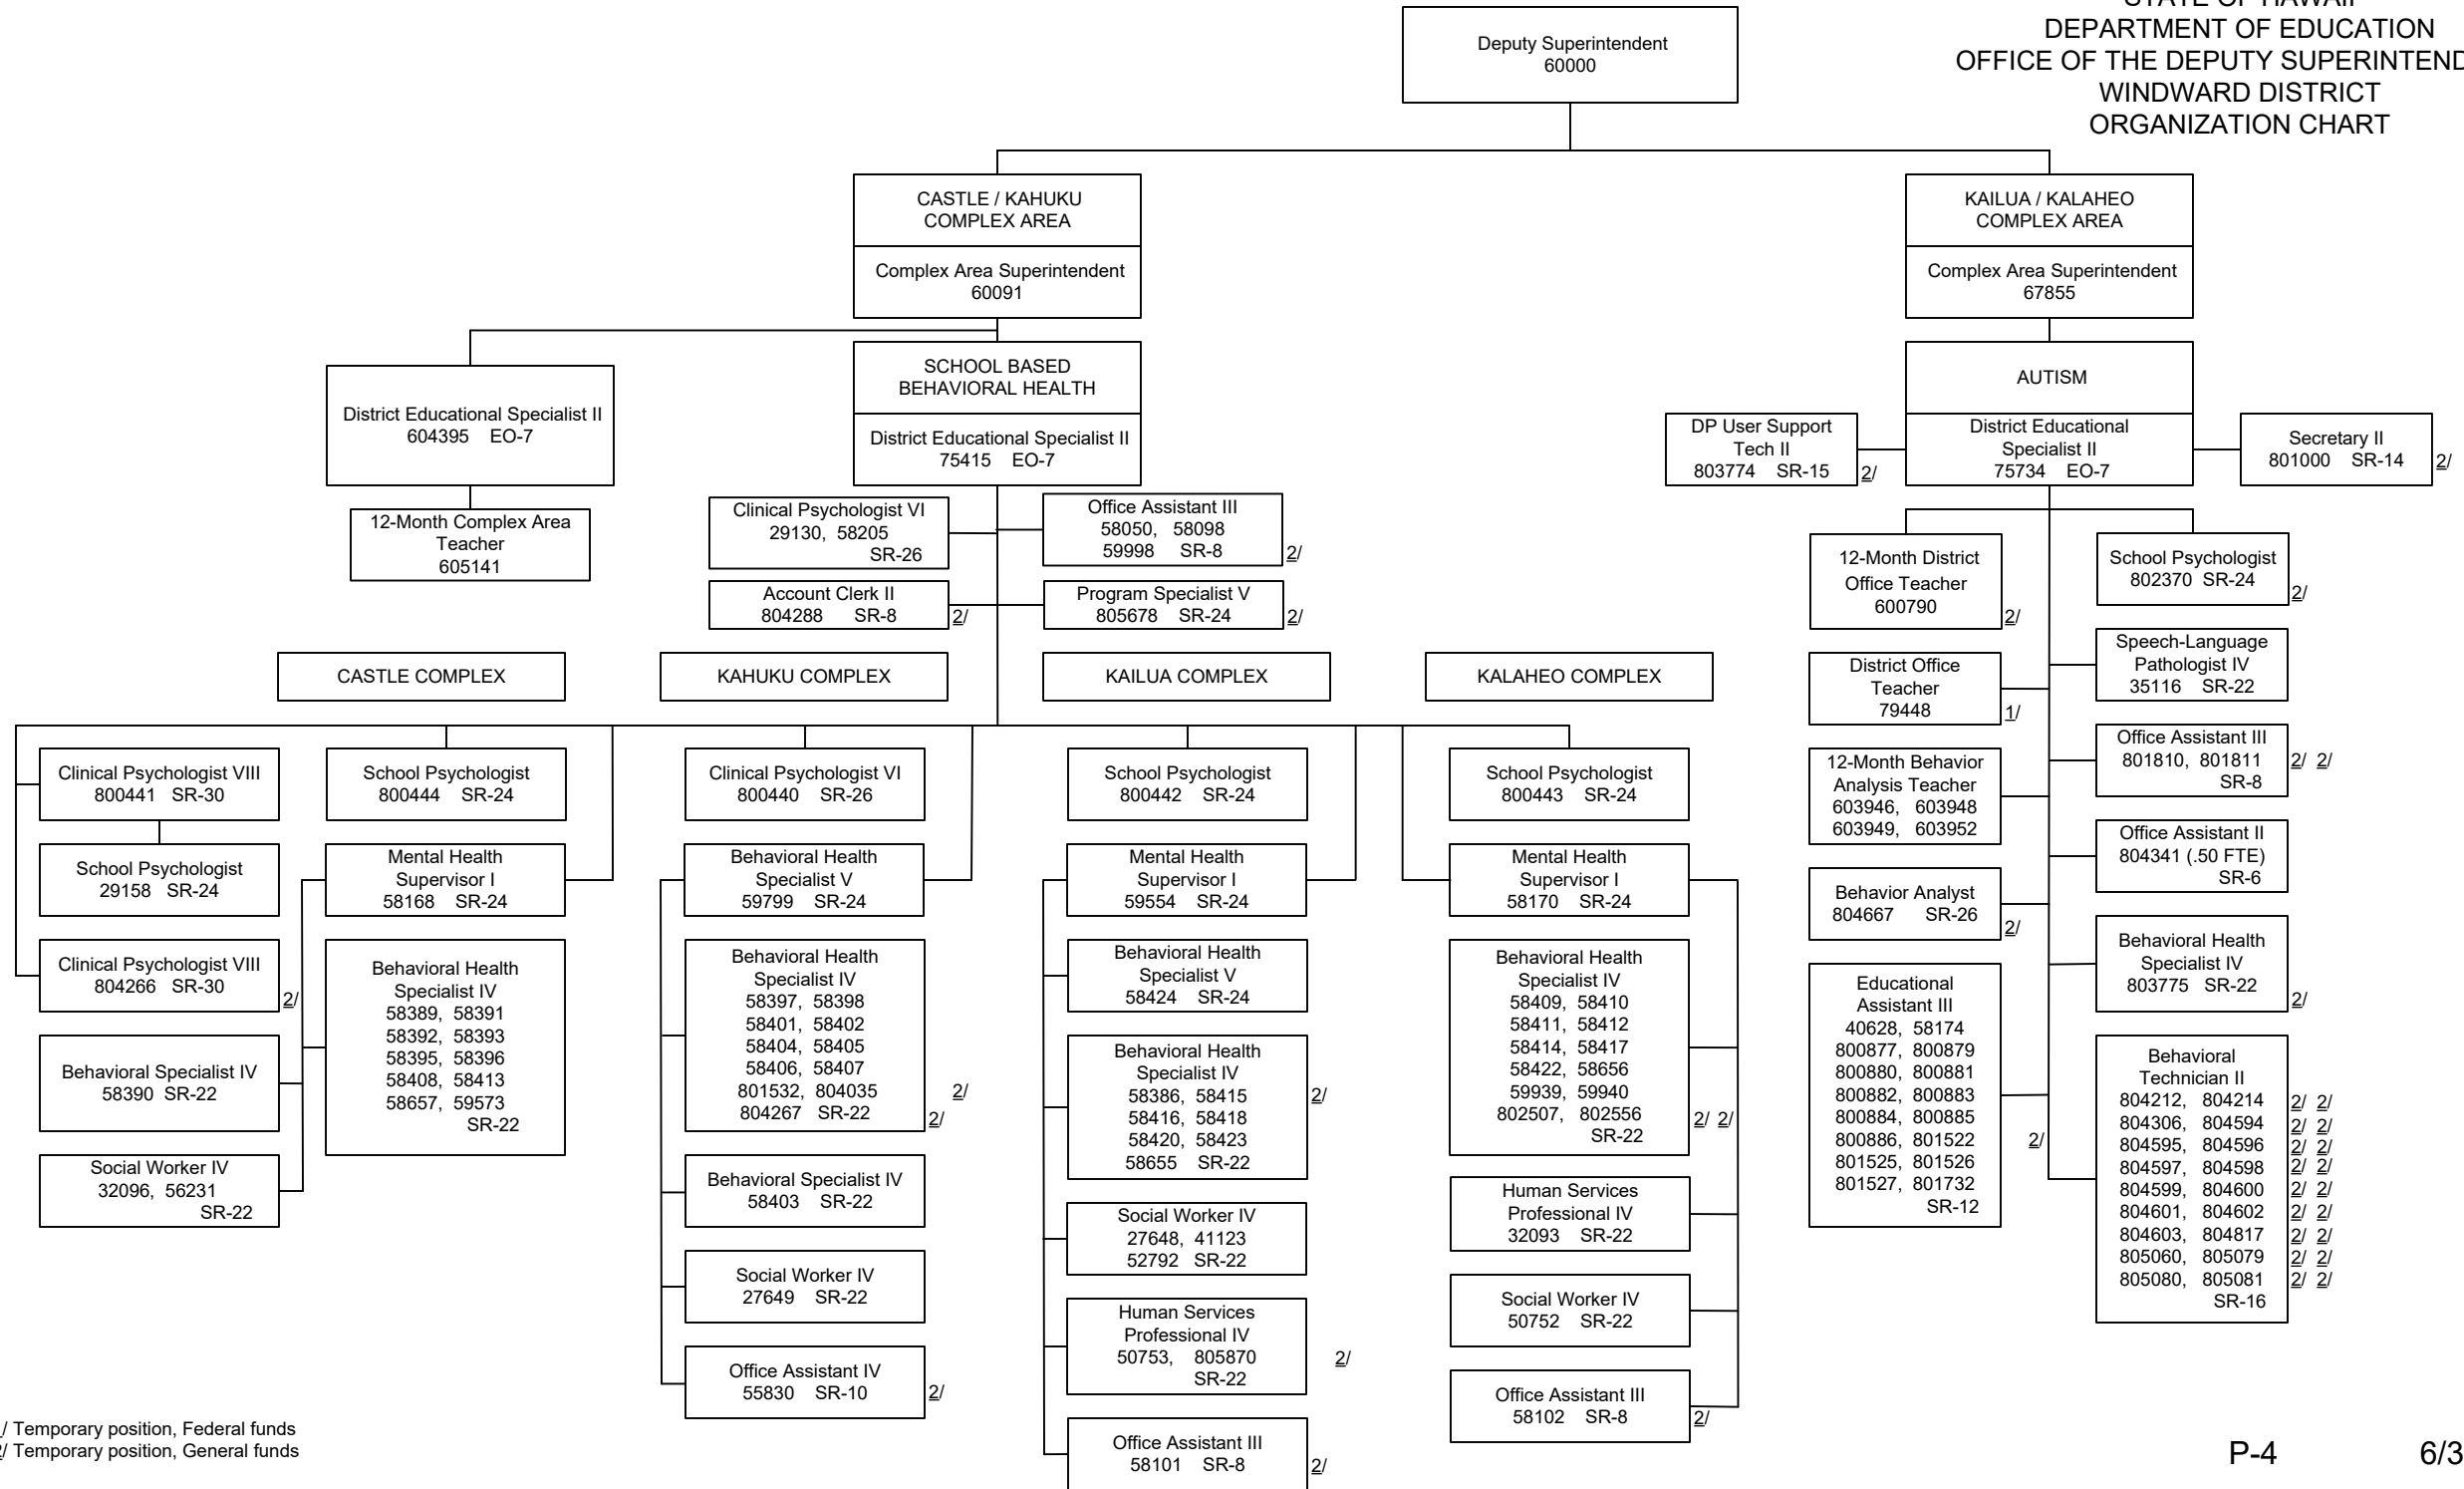 STATE OF HAWAII
DEPARTMENT OF EDUCATION
OFFICE OF THE DEPUTY
WINDWARD DISTRICT
ORGANIZATION CHART
Deputy Superintendent
60000
CASTLE / KAHUKU
COMPLEX AREA
Complex Area Superintendent
60091
KAILUA / KALAHEO
COMPLEX AREA
Complex Area Superintendent
67855
District Educational Specialist II
604395 EO-7
12-Month Complex Area
Teacher
605141
SCHOOL BASED
BEHAVIORAL HEALTH
District Educational Specialist II
75415 EO-7
Clinical Psychologist VI
29130, 58205
SR-26
Office Assistant III
58050, 58098
59998 SR-8
2/
Account Clerk II
804288 SR-8
2/
Program Specialist V
805678 SR-24
2/
CASTLE COMPLEX
KAHUKU COMPLEX
KAILUA COMPLEX
KALAHEO COMPLEX
Clinical Psychologist VIII
800441 SR-30
School Psychologist
29158 SR-24
Clinical Psychologist VIII
804266 SR-30
2/
Behavioral Specialist IV
58390 SR-22
Social Worker IV
32096, 56231
SR-22
School Psychologist
800444 SR-24
Mental Health
Supervisor I
58168 SR-24
Behavioral Health
Specialist IV
58389, 58391
58392, 58393
58395, 58396
58408, 58413
58657, 59573
SR-22
Clinical Psychologist VI
800440 SR-26
Behavioral Health
Specialist V
59799 SR-24
Behavioral Health
Specialist IV
58397, 58398
58401, 58402
58404, 58405
58406, 58407
801532, 804035 2/
804267 SR-22 2/
Behavioral Specialist IV
58403 SR-22
Social Worker IV
27649 SR-22
Office Assistant IV
55830 SR-10
2/
School Psychologist
800442 SR-24
Mental Health
Supervisor I
59554 SR-24
Behavioral Health
Specialist V
58424 SR-24
Behavioral Health
Specialist IV
58386, 58415 2/
58416, 58418
58420, 58423
58655 SR-22
Social Worker IV
27648, 41123
52792 SR-22
Human Services
Professional IV
50753, 805870 2/
SR-22
Office Assistant III
58101 SR-8
2/
School Psychologist
800443 SR-24
Mental Health
Supervisor I
58170 SR-24
Behavioral Health
Specialist IV
58409, 58410
58411, 58412
58414, 58417
58422, 58656
59939, 59940
802507, 802556 2/ 2/
SR-22
Human Services
Professional IV
32093 SR-22
Social Worker IV
50752 SR-22
Office Assistant III
58102 SR-8
2/
AUTISM
District Educational
Specialist II
75734 EO-7
DP User Support
Tech II
803774 SR-15
2/
Secretary II
801000 SR-14
2/
12-Month District
Office Teacher
600790
2/
District Office
Teacher
79448
1/
12-Month Behavior
Analysis Teacher
603946, 603948
603949, 603952
Behavior Analyst
804667 SR-26
2/
Educational
Assistant III
40628, 58174
800877, 800879
800880, 800881
800882, 800883
800884, 800885
800886, 801522 2/
801525, 801526
801527, 801732
SR-12
School Psychologist
802370 SR-24
2/
Speech-Language
Pathologist IV
35116 SR-22
Office Assistant III
801810, 801811 2/ 2/
SR-8
Office Assistant II
804341 (.50 FTE)
SR-6
Behavioral Health
Specialist IV
803775 SR-22
2/
Behavioral
Technician II
804212, 804214 2/ 2/
804306, 804594 2/ 2/
804595, 804596 2/ 2/
804597, 804598 2/ 2/
804599, 804600 2/ 2/
804601, 804602 2/ 2/
804603, 804817 2/ 2/
805060, 805079 2/ 2/
805080, 805081 2/ 2/
SR-16
/ Temporary position, Federal funds
2/ Temporary position, General funds
P-4
6/3